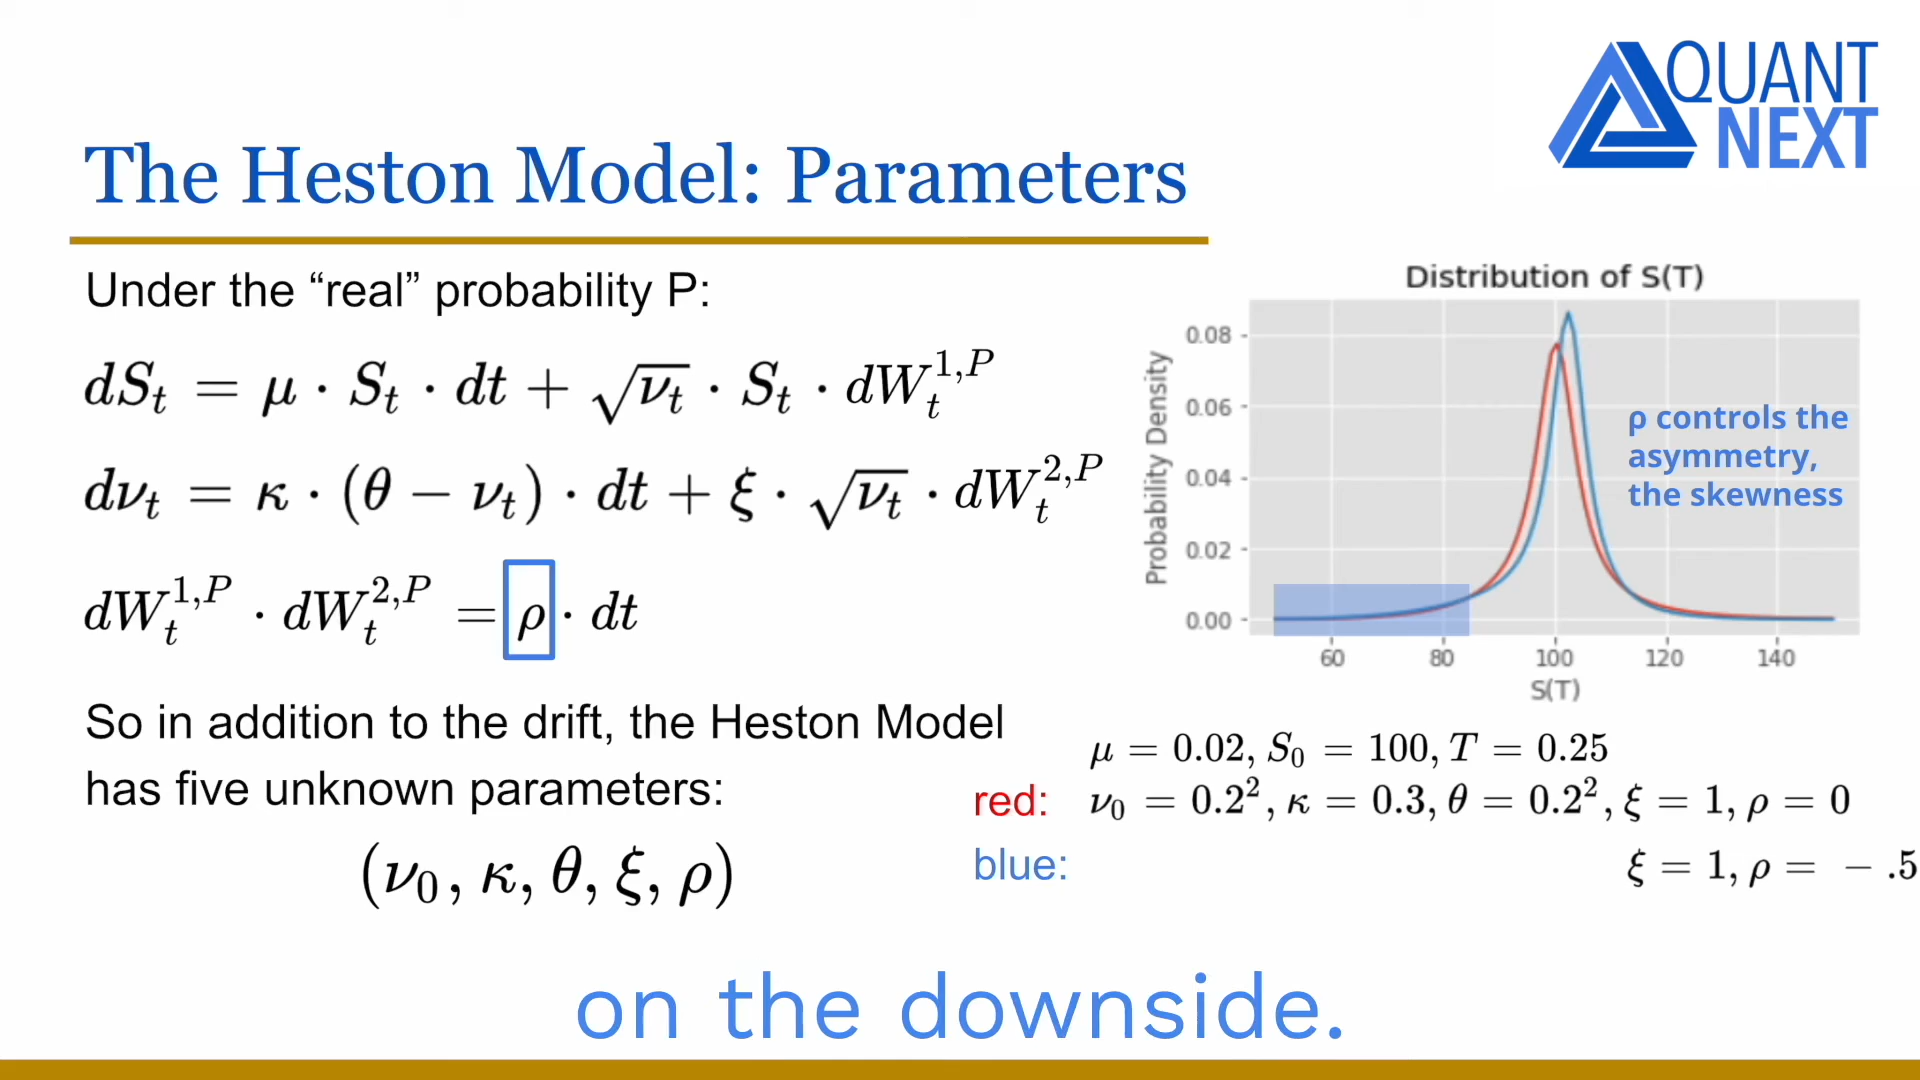 QUANT
NEXT
The Heston Model: Parameters
Under the “real” probability P:
dS_t = μ · S_t · dt + √ν_t · S_t · dW_t^{1,P}
dν_t = κ · (θ − ν_t) · dt + ξ · √ν_t · dW_t^{2,P}
dW_t^{1,P} · dW_t^{2,P} = ρ · dt
So in addition to the drift, the Heston Model
has five unknown parameters:
(ν_0, κ, θ, ξ, ρ)
Distribution of S(T)
Probability Density
0.08
0.06
0.04
0.02
0.00
60 80 100 120 140
S(T)
ρ controls the
asymmetry,
the skewness
μ = 0.02, S_0 = 100, T = 0.25
red: ν_0 = 0.2², κ = 0.3, θ = 0.2², ξ = 1, ρ = 0
blue: ξ = 1, ρ = − .5
on the downside.